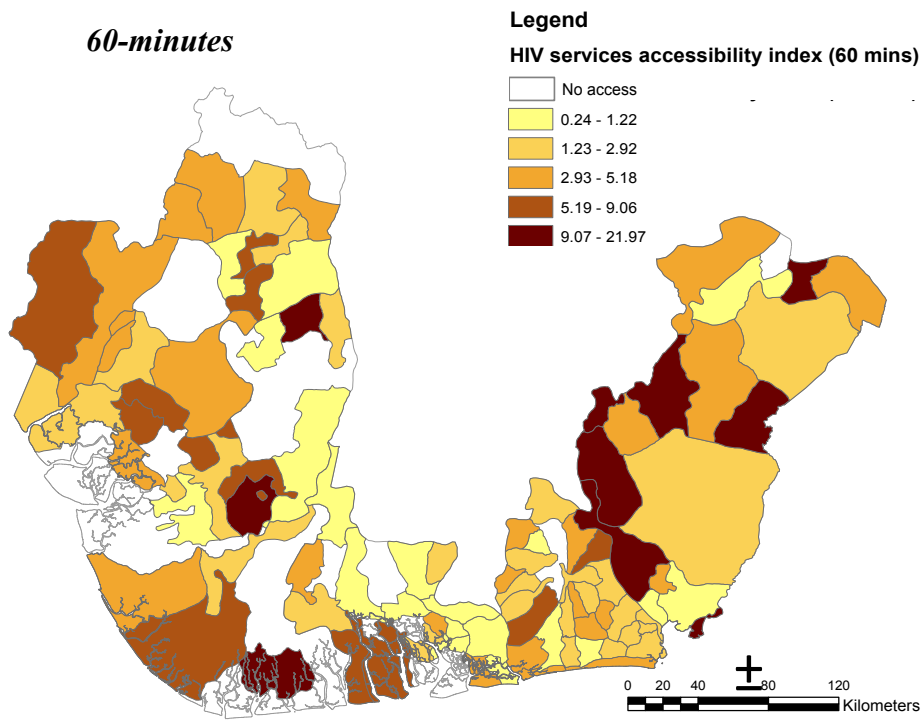 60-minutes
Legend
HIV services accessibility index (60 mins)
No access
0.24 - 1.22
1.23 - 2.92
2.93 - 5.18
5.19 - 9.06
9.07 - 21.97
0 20 40 80 120
Kilometers